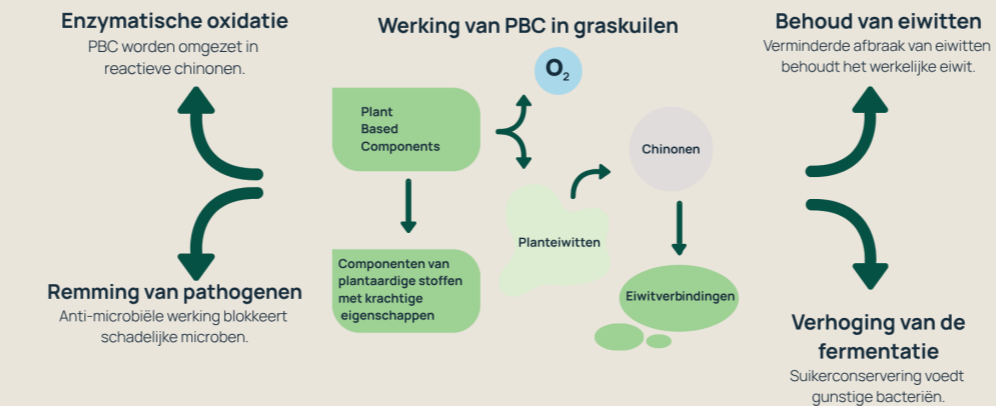 Enzymatische oxidatie
PBC worden omgezet in
reactieve chinonen.
Remming van pathogenen
Anti-microbiële werking blokkeert
schadelijke microben.
Werking van PBC in graskuilen
O₂
Plant
Based
Components
Chinonen
Planteiwitten
Componenten van
plantaardige stoffen
met krachtige
eigenschappen
Eiwitverbindingen
Behoud van eiwitten
Verminderde afbraak van eiwitten
behoudt het werkelijke eiwit.
Verhoging van de
fermentatie
Suikerconservering voedt
gunstige bacteriën.